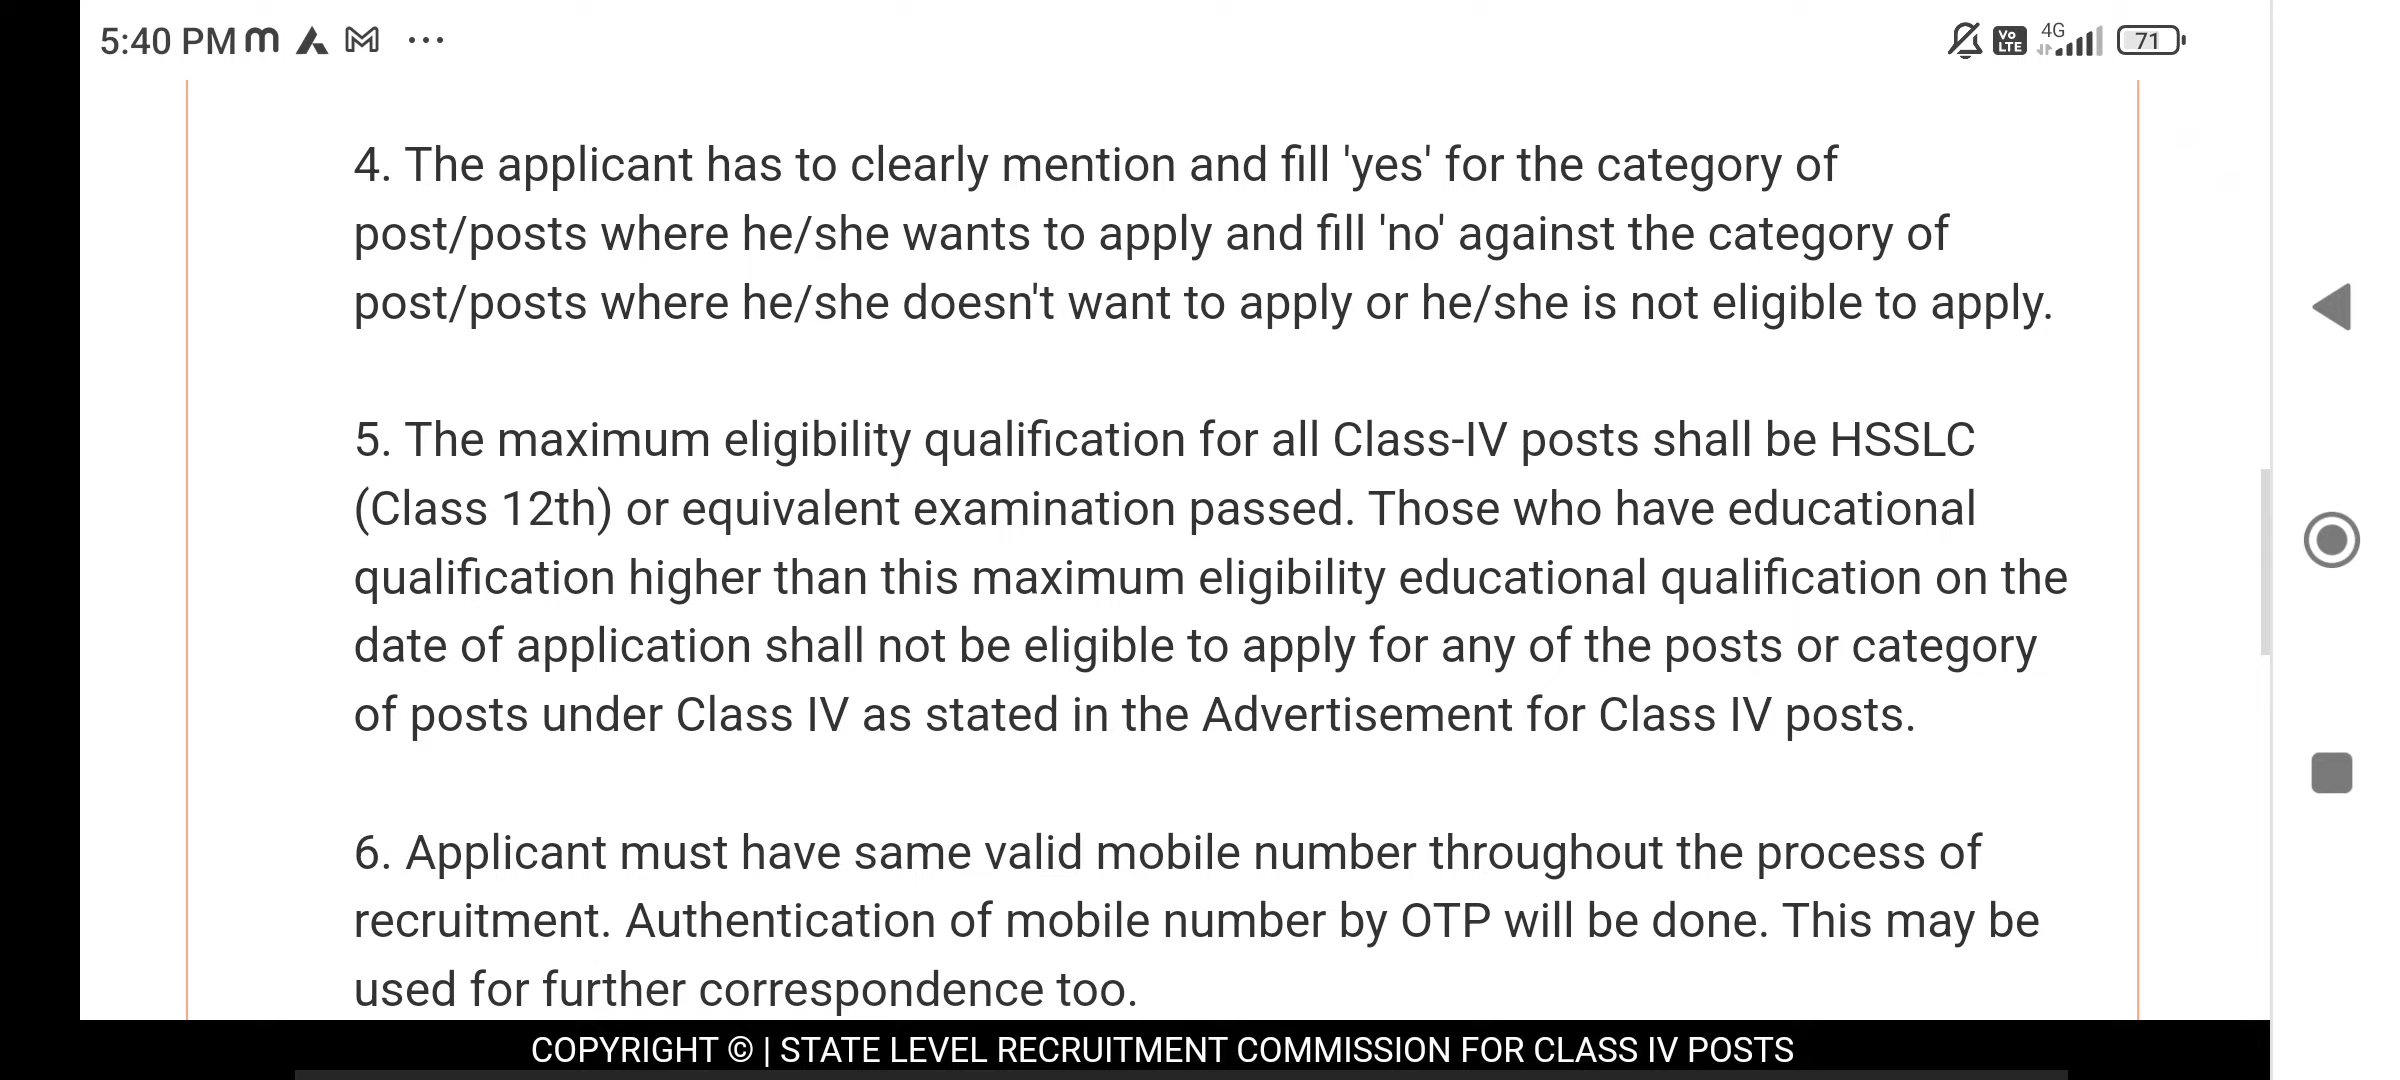 5:40 PM
Vo LTE 4G 71
4. The applicant has to clearly mention and fill 'yes' for the category of
post/posts where he/she wants to apply and fill 'no' against the category of
post/posts where he/she doesn't want to apply or he/she is not eligible to apply.
5. The maximum eligibility qualification for all Class-IV posts shall be HSSLC
(Class 12th) or equivalent examination passed. Those who have educational
qualification higher than this maximum eligibility educational qualification on the
date of application shall not be eligible to apply for any of the posts or category
of posts under Class IV as stated in the Advertisement for Class IV posts.
6. Applicant must have same valid mobile number throughout the process of
recruitment. Authentication of mobile number by OTP will be done. This may be
used for further correspondence too.
COPYRIGHT © | STATE LEVEL RECRUITMENT COMMISSION FOR CLASS IV POSTS